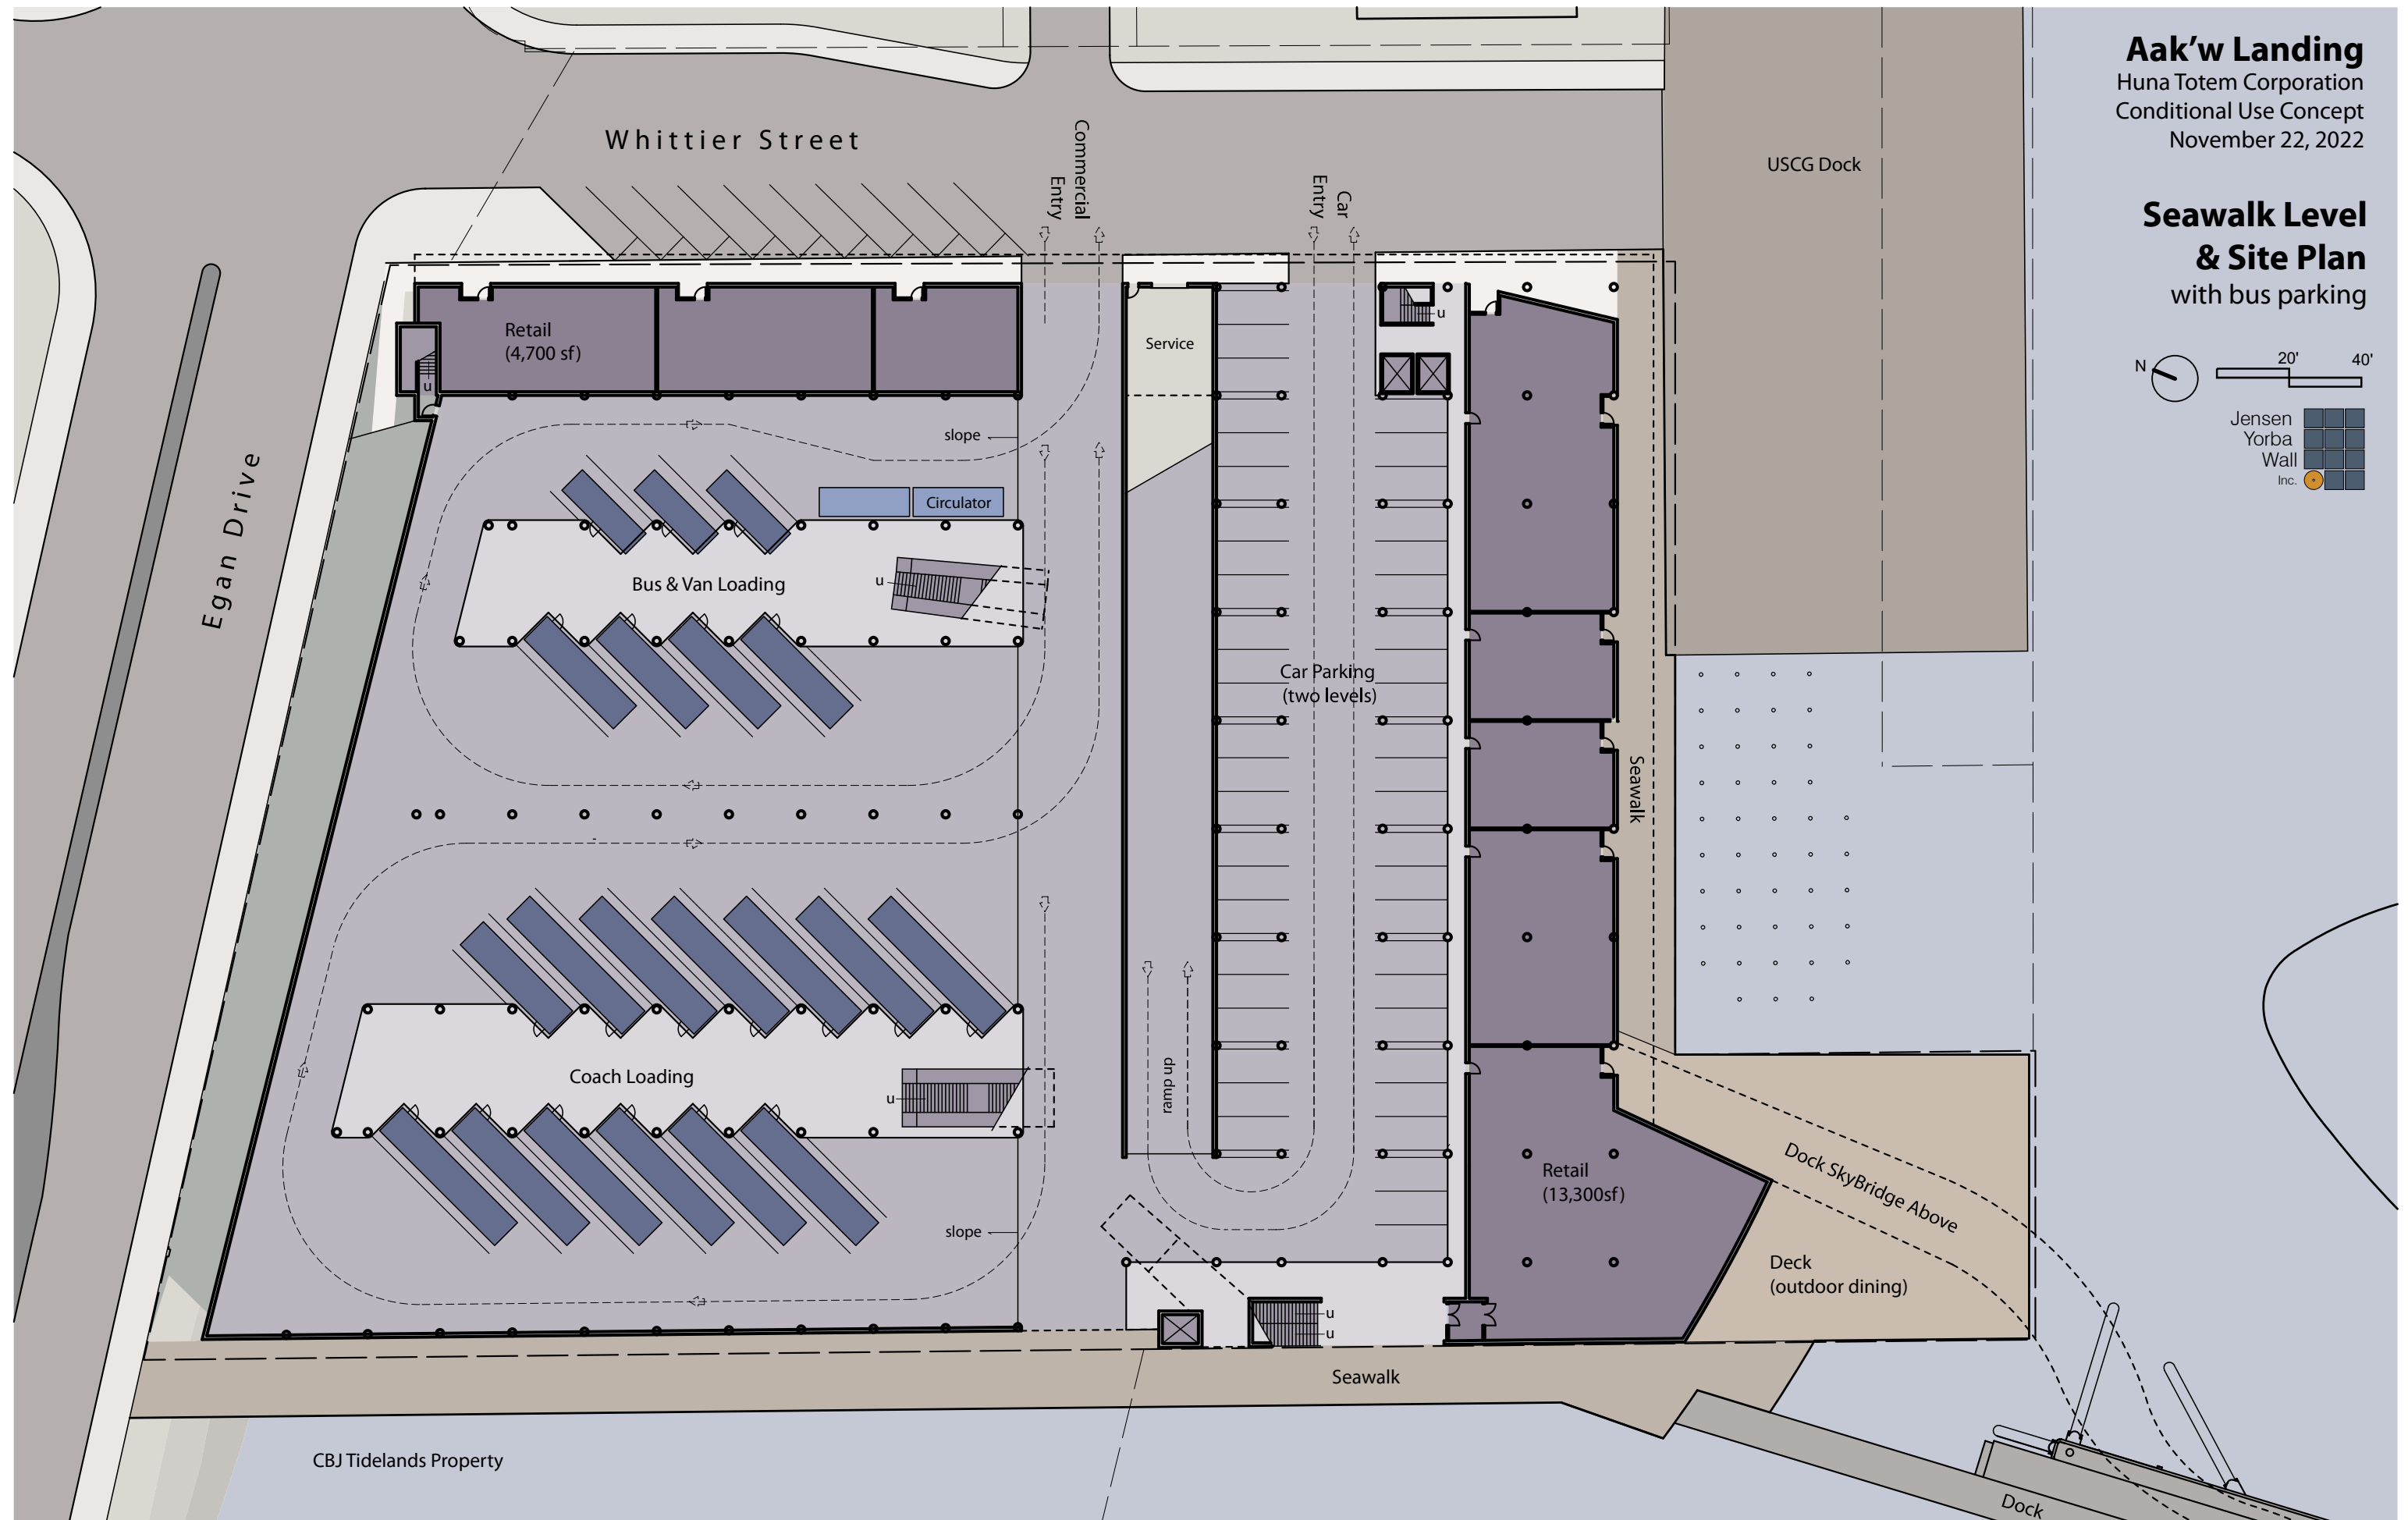 Aak’w Landing
Huna Totem Corporation
Conditional Use Concept
November 22, 2022
Seawalk Level
& Site Plan
with bus parking
N
20'
40'
Jensen
Yorba
Wall
Inc.
Whittier Street
Commercial
Entry
Car
Entry
USCG Dock
Egan Drive
Retail
(4,700 sf)
u
Service
u
slope
Circulator
Bus & Van Loading
u
Car Parking
(two levels)
Seawalk
ramp up
Coach Loading
u
slope
Retail
(13,300sf)
Dock SkyBridge Above
Deck
(outdoor dining)
u
u
Seawalk
CBJ Tidelands Property
Dock